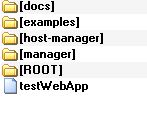 [docs]
[examples]
[host-manager]
[manager]
[ROOT]
testWebApp